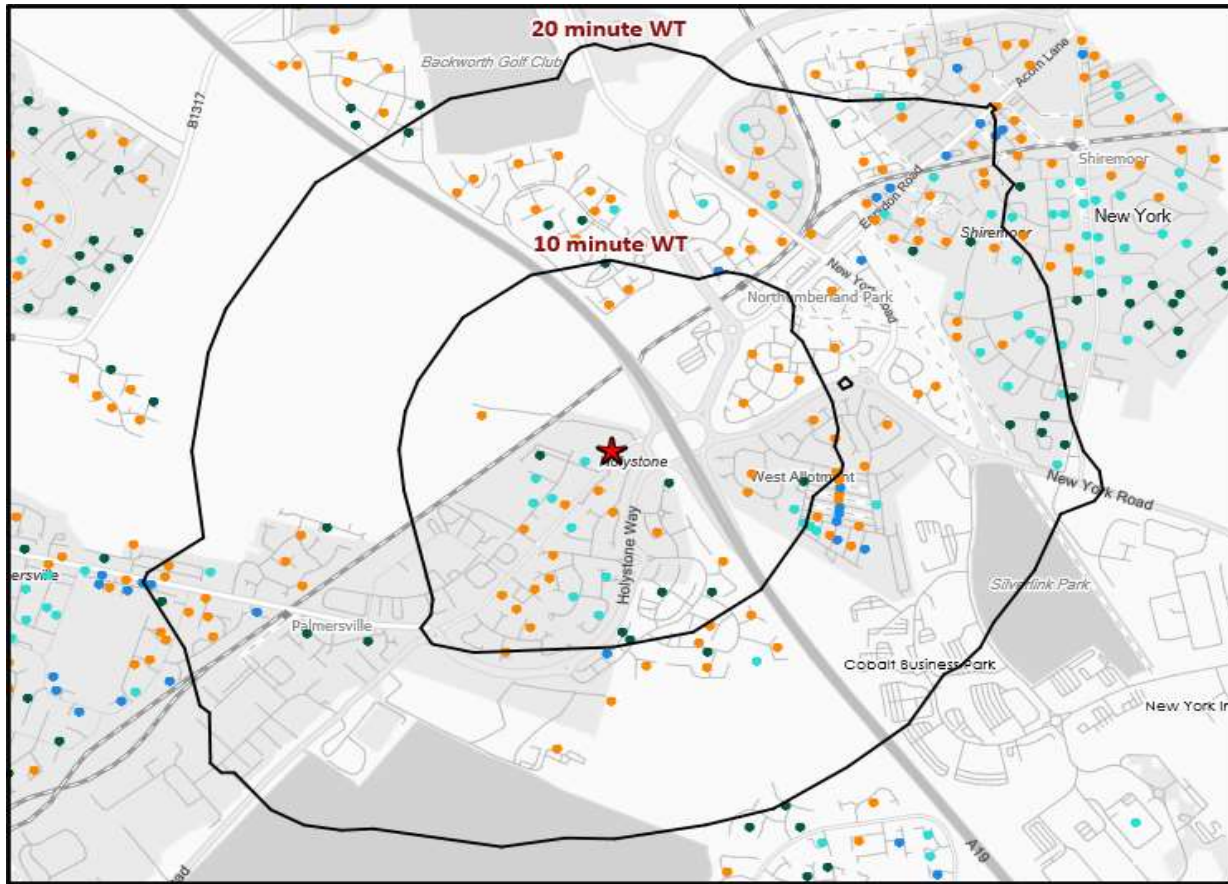 20 minute WT
Backworth Golf Club
Acorn Lane
B1317
Shiremoor
Earsdon Road
New York
Shiremoor
10 minute WT
New York Road
Northumberland Park
Holystone
West Allotment
New York Road
Holystone Way
Silverlink Park
ersville
Palmersville
Cobalt Business Park
New York In
A19
ad